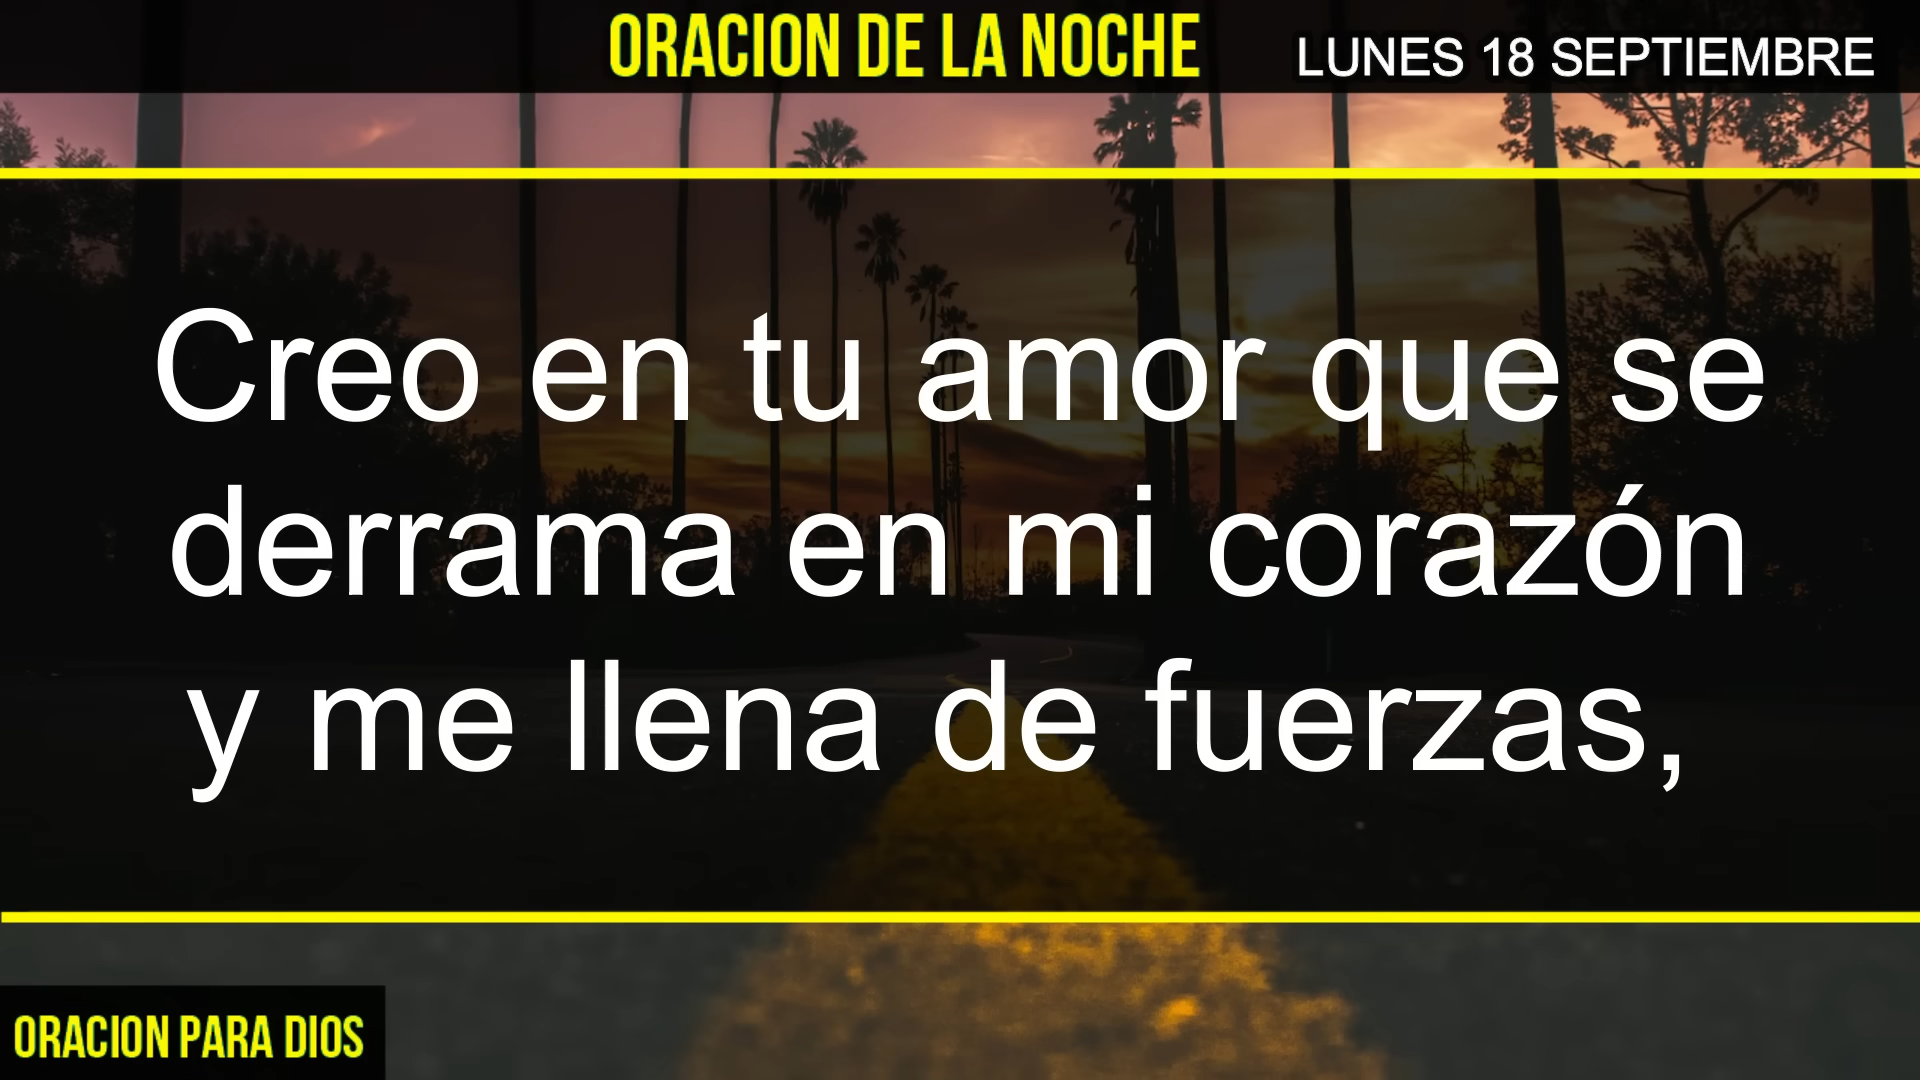 ORACION DE LA NOCHE
LUNES 18 SEPTIEMBRE
Creo en tu amor que se
derrama en mi corazón
y me llena de fuerzas,
ORACION PARA DIOS